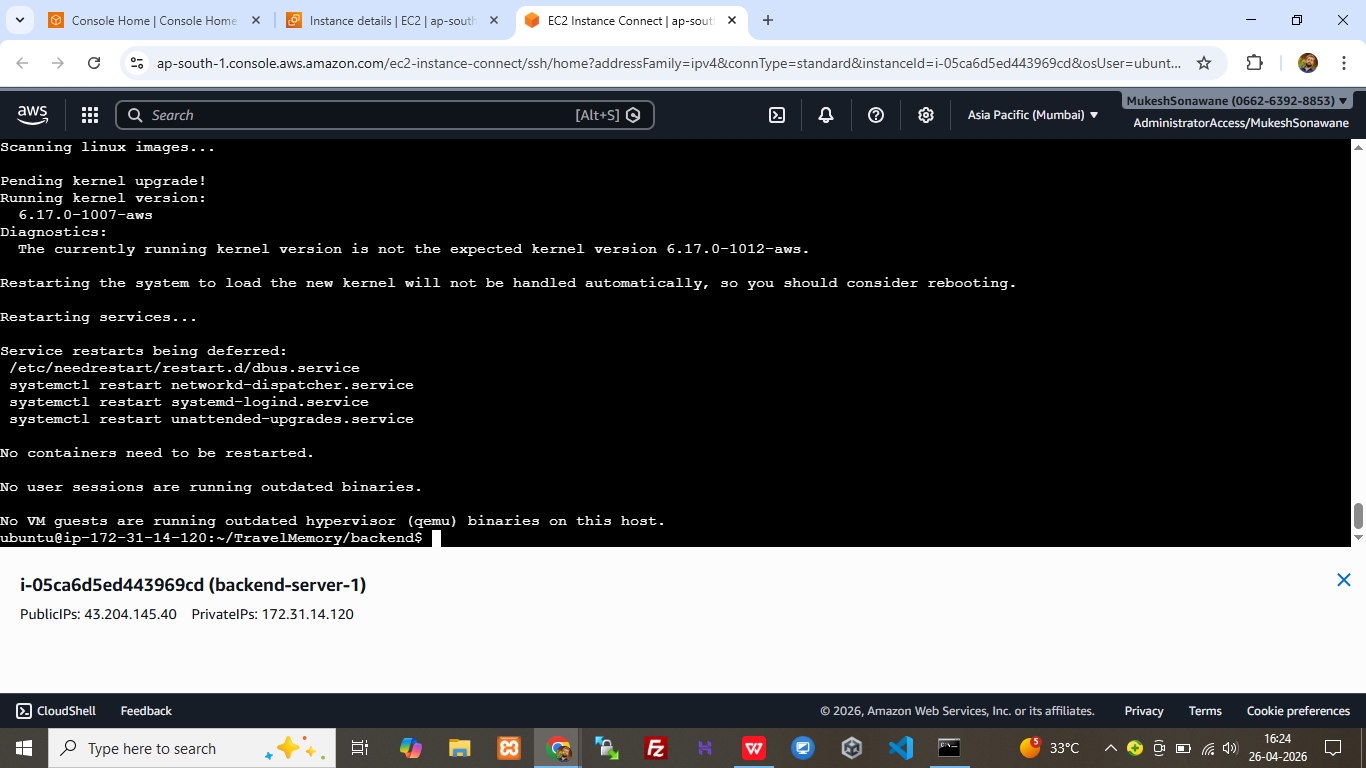 Console Home | Console Home
Instance details | EC2 | ap-south
EC2 Instance Connect | ap-sout
ap-south-1.console.aws.amazon.com/ec2-instance-connect/ssh/home?addressFamily=ipv4&connType=standard&instanceId=i-05ca6d5ed443969cd&osUser=ubunt...
aws
Search
[Alt+S]
Asia Pacific (Mumbai)
MukeshSonawane (0662-6392-8853)
AdministratorAccess/MukeshSonawane
Scanning linux images...
Pending kernel upgrade!
Running kernel version:
6.17.0-1007-aws
Diagnostics:
The currently running kernel version is not the expected kernel version 6.17.0-1012-aws.
Restarting the system to load the new kernel will not be handled automatically, so you should consider rebooting.
Restarting services...
Service restarts being deferred:
/etc/needrestart/restart.d/dbus.service
systemctl restart networkd-dispatcher.service
systemctl restart systemd-logind.service
systemctl restart unattended-upgrades.service
No containers need to be restarted.
No user sessions are running outdated binaries.
No VM guests are running outdated hypervisor (qemu) binaries on this host.
ubuntu@ip-172-31-14-120:~/TravelMemory/backend$
i-05ca6d5ed443969cd (backend-server-1)
PublicIPs: 43.204.145.40 PrivateIPs: 172.31.14.120
CloudShell
Feedback
© 2026, Amazon Web Services, Inc. or its affiliates.
Privacy
Terms
Cookie preferences
Type here to search
33°C
16:24
26-04-2026